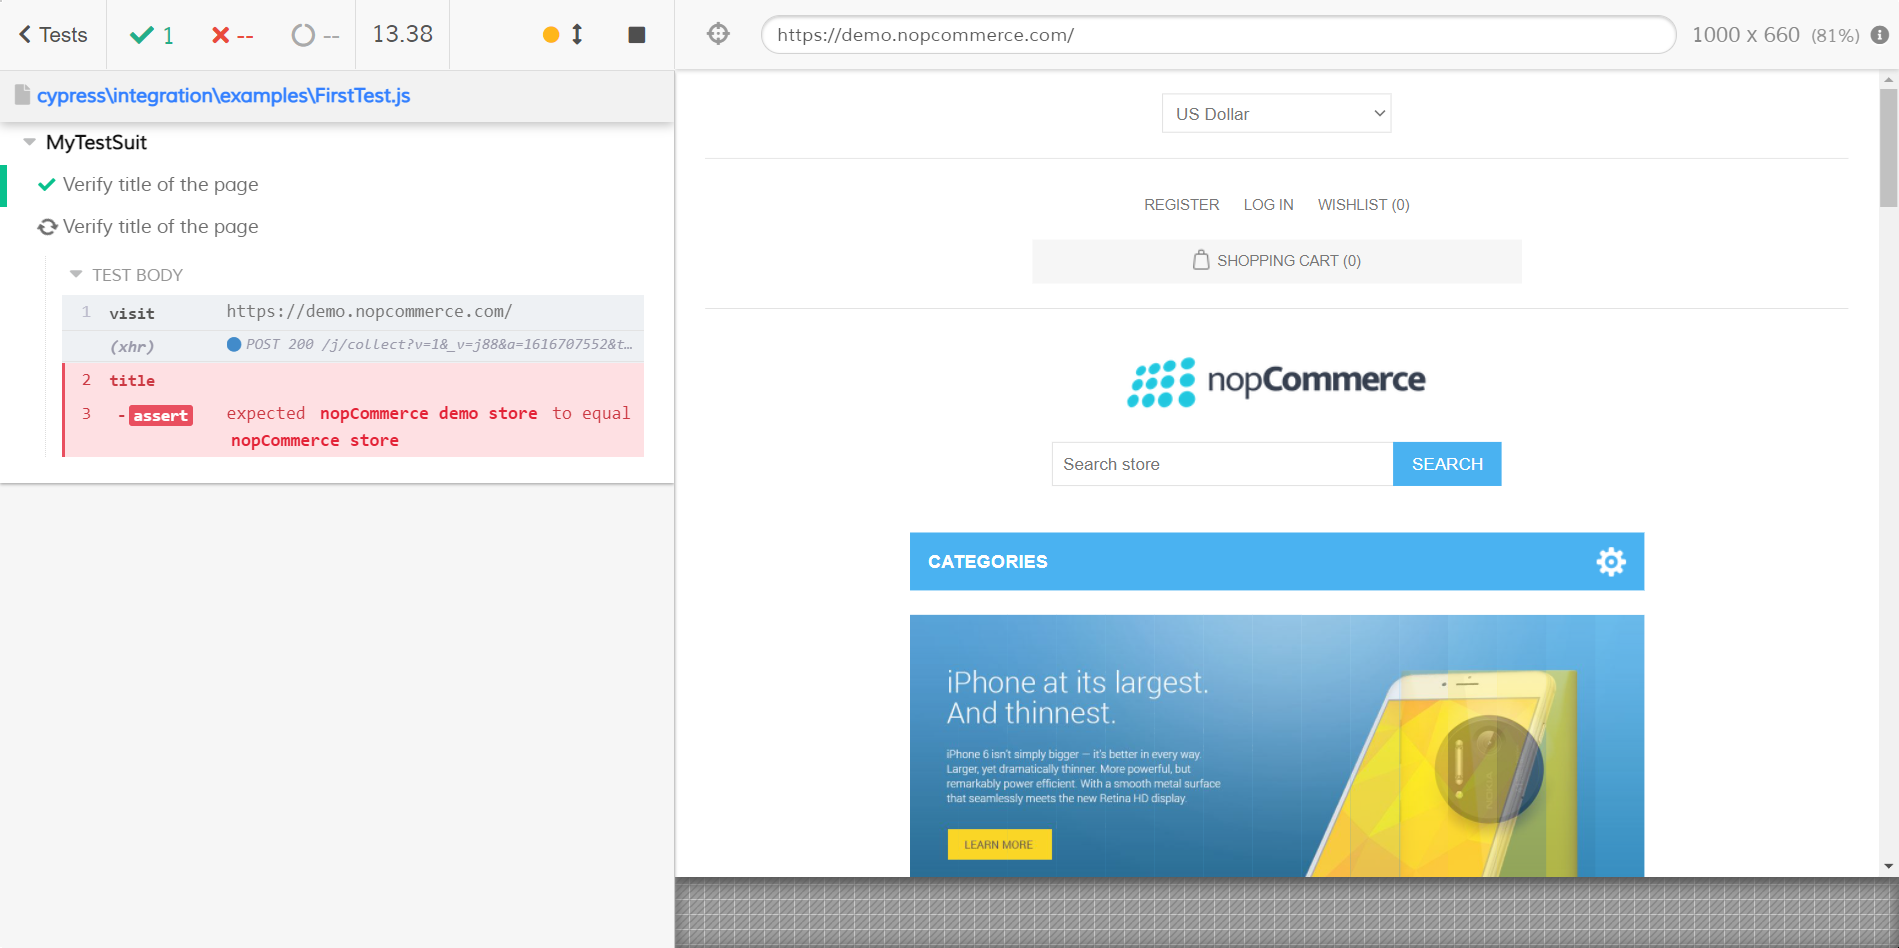 Tests 1 -- -- 13.38
cypress\integration\examples\FirstTest.js
MyTestSuit
Verify title of the page
Verify title of the page
TEST BODY
1 visit https://demo.nopcommerce.com/
(xhr) POST 200 /j/collect?v=1&_v=j88&a=1616707552&t…
2 title
3 -assert expected nopCommerce demo store to equal
nopCommerce store
https://demo.nopcommerce.com/ 1000 x 660 (81%)
US Dollar
REGISTER LOG IN WISHLIST (0)
SHOPPING CART (0)
nopCommerce
Search store SEARCH
CATEGORIES
iPhone at its largest.
And thinnest.
iPhone 6 isn't simply bigger — it's better in every way.
Larger, yet dramatically thinner. More powerful, but
remarkably power efficient. With a smooth metal surface
that seamlessly meets the new Retina HD display.
LEARN MORE
NOKIA